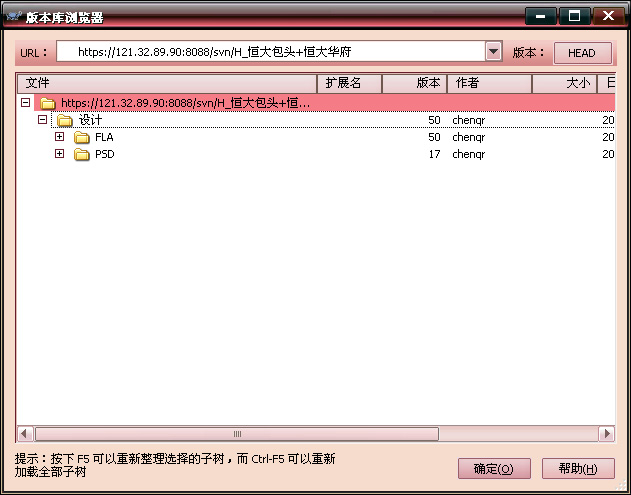 版本库浏览器
URL： https://121.32.89.90:8088/svn/H_恒大包头+恒大华府 版本： HEAD
文件 扩展名 版本 作者 大小
https://121.32.89.90:8088/svn/H_恒大包头+恒...
设计 50 chenqr 20
FLA 50 chenqr 20
PSD 17 chenqr 20
提示：按下 F5 可以重新整理选择的子树，而 Ctrl-F5 可以重新
加载全部子树
确定(O) 帮助(H)